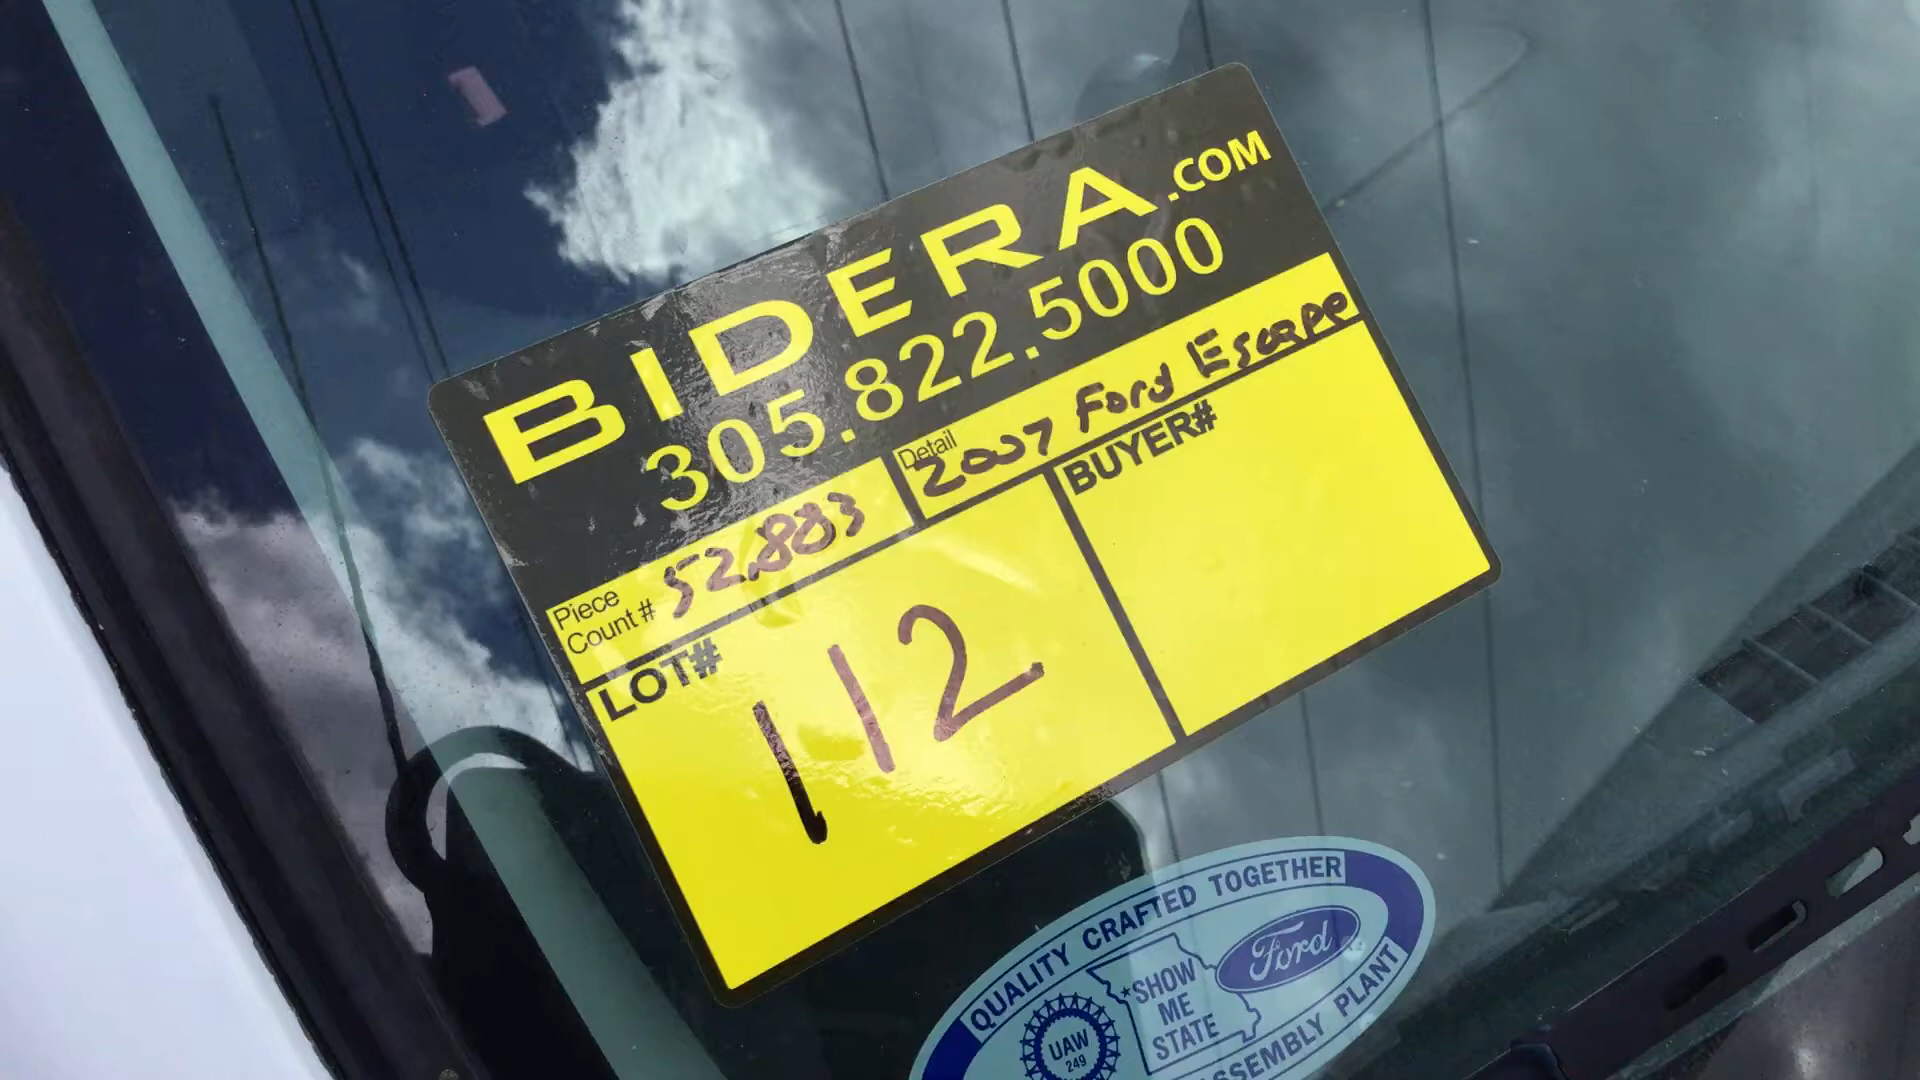 BIDERA.COM
305.822.5000
Piece Count # 52,883
Detail 2007 Ford Escape
LOT# 112
BUYER#
QUALITY CRAFTED TOGETHER
SHOW ME STATE
Ford
UAW
249
ASSEMBLY PLANT